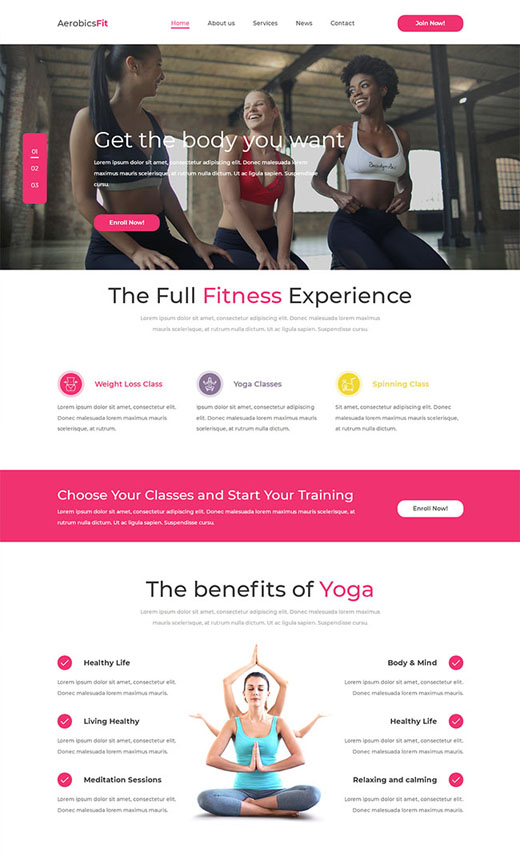 AerobicsFit
Home About us Services News Contact
Join Now!
Get the body you want
01
02
03
Lorem ipsum dolor sit amet, consectetur adipiscing elit. Donec malesuada lorem
maximus mauris scelerisque, at rutrum nulla dictum. Ut ac ligula sapien. Suspendisse
cursus.
Enroll Now!
The Full Fitness Experience
Lorem ipsum dolor sit amet, consectetur adipiscing elit. Donec malesuada lorem maximus
mauris scelerisque, at rutrum nulla dictum. Ut ac ligula sapien. Suspendisse cursu.
Weight Loss Class
Lorem ipsum dolor sit amet, consectetur elit.
Donec malesuada lorem maximus mauris
scelerisque, at
Yoga Classes
Ipsum dolor sit amet, consectetur adipiscing
elit. Donec malesuada lorem maximus mauris
scelerisque, at rutrum nulla dictum.
Spinning Class
Sit amet, consectetur adipiscing elit. Donec
malesuada lorem maximus mauris scelerisque,
at rutrum nulla dictum.
Choose Your Classes and Start Your Training
Lorem ipsum dolor sit amet, consectetur adipiscing elit. Donec malesuada lorem maximus mauris scelerisque, at
rutrum nulla dictum. Ut ac ligula sapien. Suspendisse cursu.
Enroll Now!
The benefits of Yoga
Lorem ipsum dolor sit amet, consectetur adipiscing elit. Donec malesuada lorem maximus
mauris scelerisque, at rutrum nulla dictum. Ut ac ligula sapien. Suspendisse cursu.
Healthy Life
Lorem ipsum dolor sit amet, consectetur elit.
Donec malesuada lorem maximus mauris.
Living Healthy
Lorem ipsum dolor sit amet, consectetur elit.
Donec malesuada lorem maximus mauris.
Meditation Sessions
Lorem ipsum dolor sit amet, consectetur elit.
Donec malesuada lorem maximus mauris.
Body & Mind
Lorem ipsum dolor sit amet, consectetur elit.
Donec malesuada lorem maximus mauris.
Healthy Life
Lorem ipsum dolor sit amet, consectetur elit.
Donec malesuada lorem maximus mauris.
Relaxing and calming
Lorem ipsum dolor sit amet, consectetur elit.
Donec malesuada lorem maximus mauris.